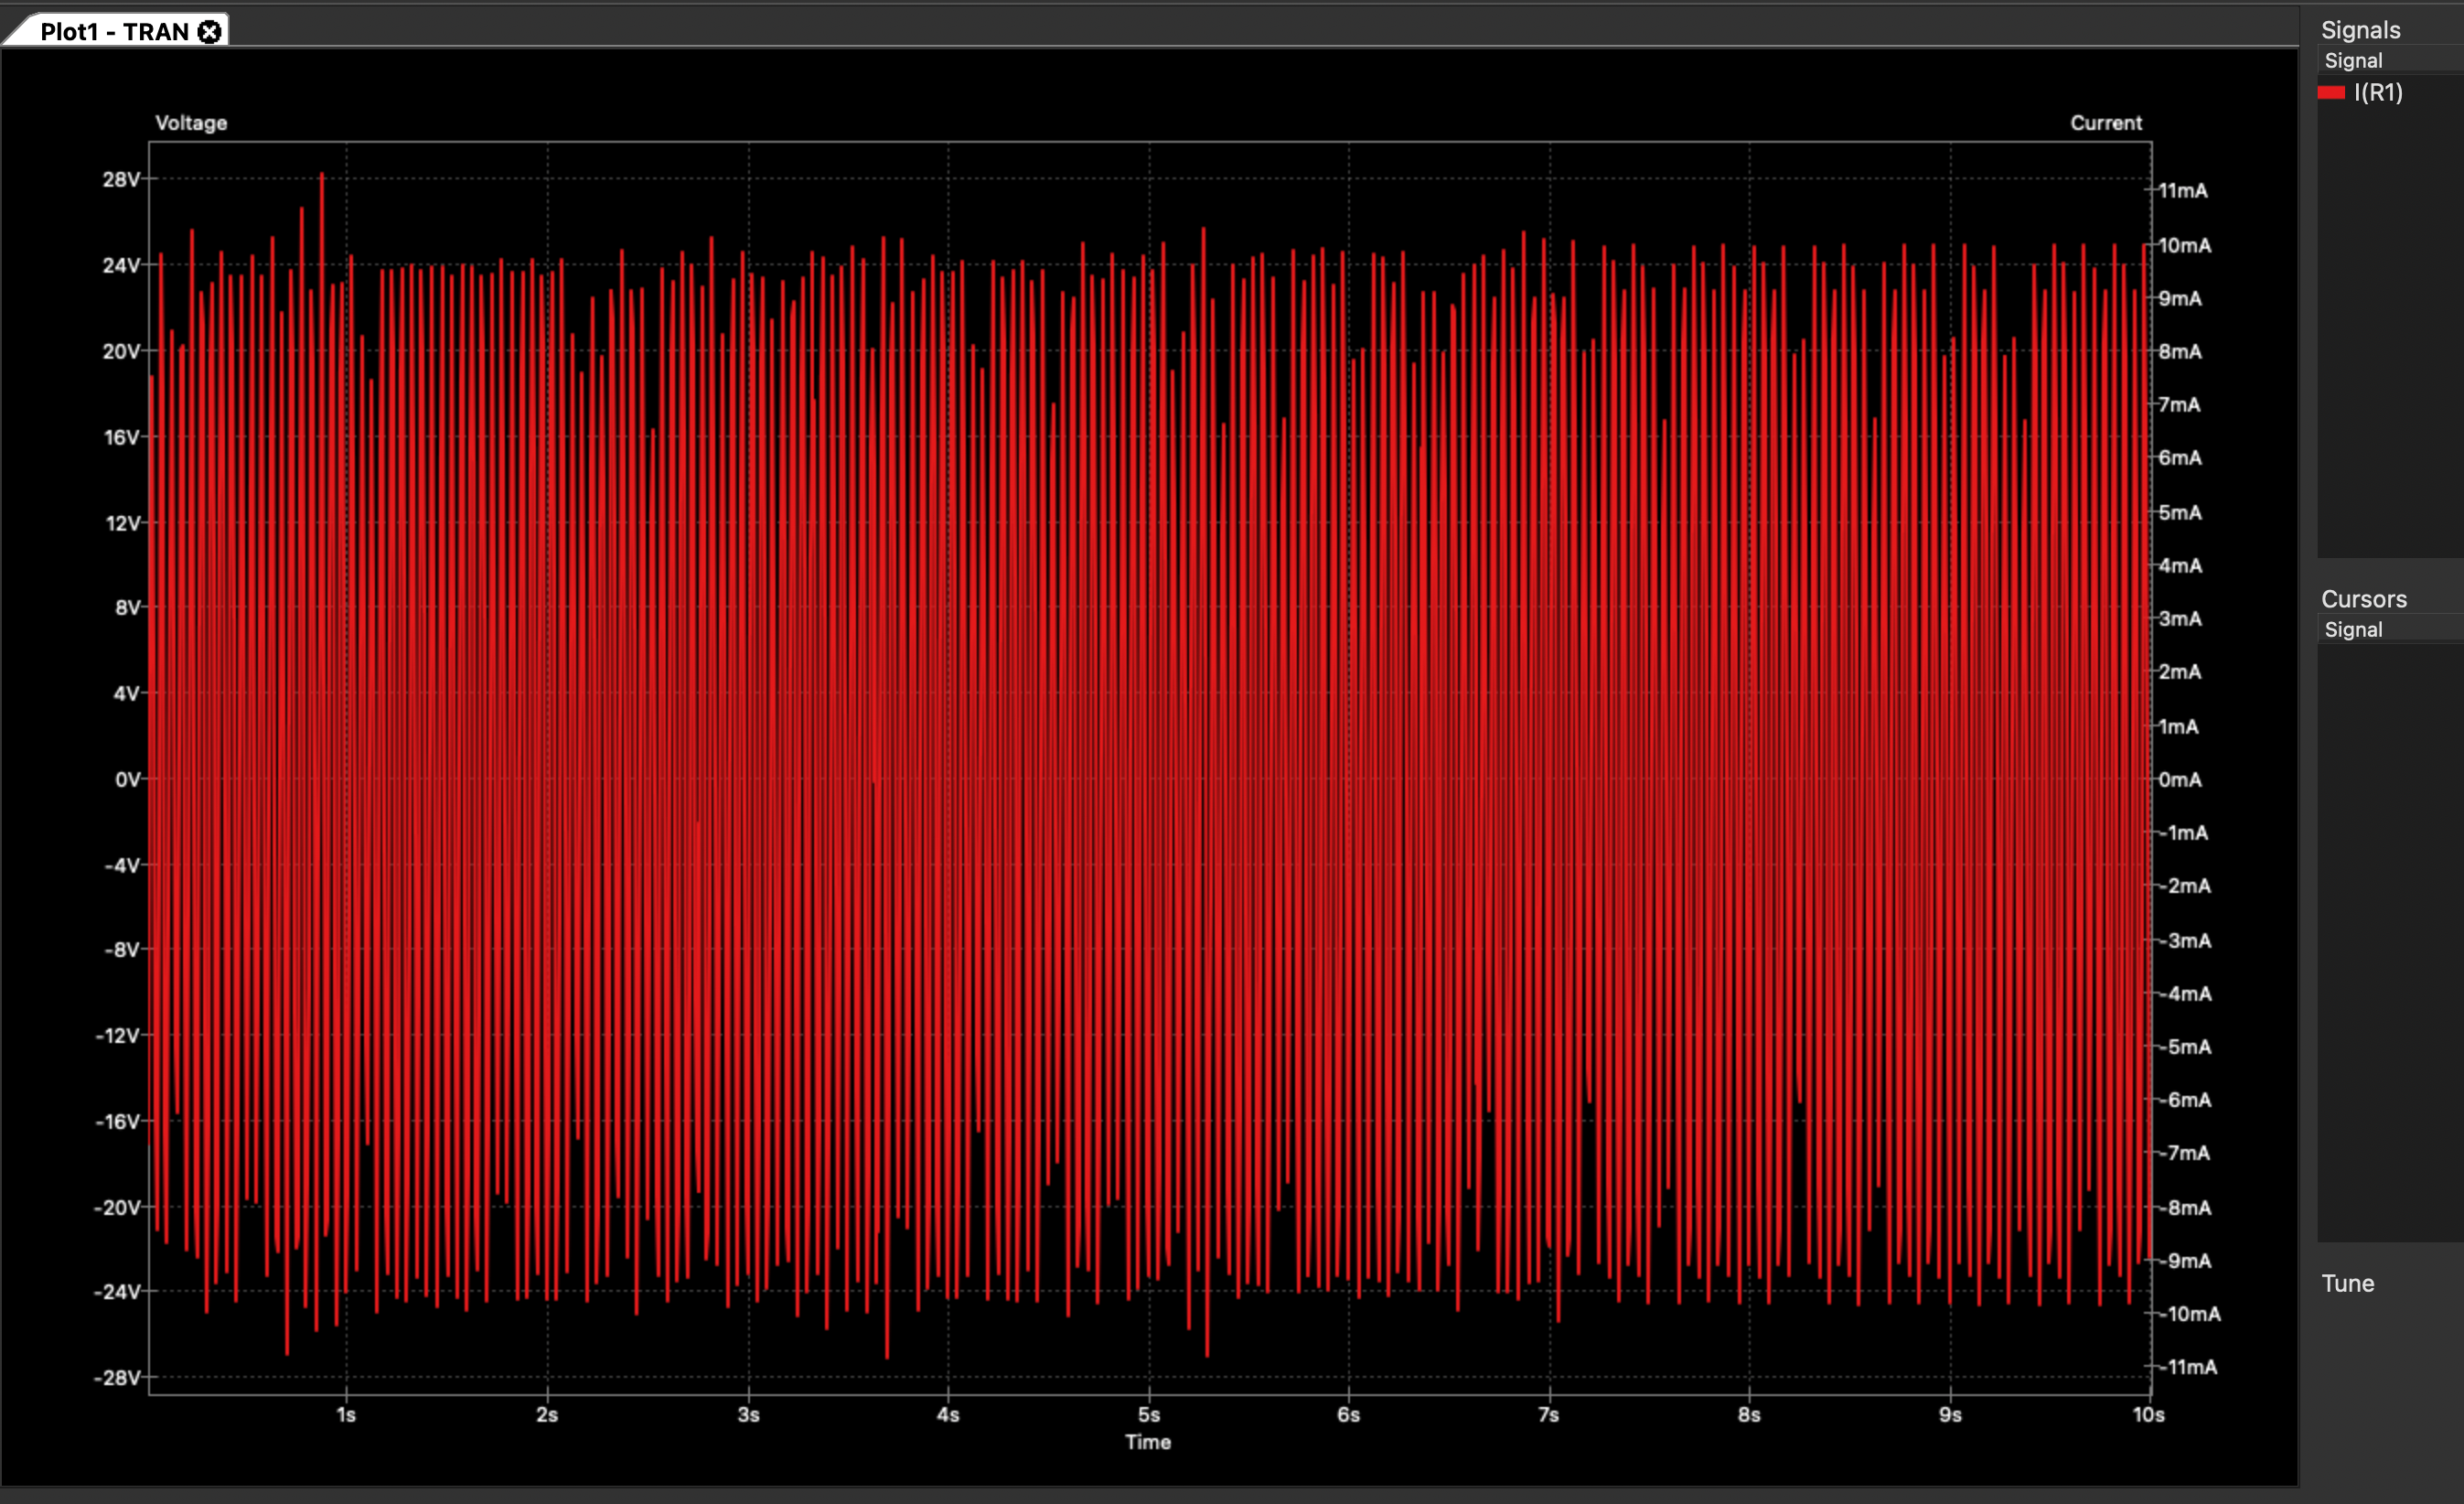 Plot1 - TRAN
Signals
Signal
I(R1)
Voltage
Current
28V
24V
20V
16V
12V
8V
4V
0V
-4V
-8V
-12V
-16V
-20V
-24V
-28V
11mA
10mA
9mA
8mA
7mA
6mA
5mA
4mA
3mA
2mA
1mA
0mA
-1mA
-2mA
-3mA
-4mA
-5mA
-6mA
-7mA
-8mA
-9mA
-10mA
-11mA
1s
2s
3s
4s
5s
6s
7s
8s
9s
10s
Time
Cursors
Signal
Tune